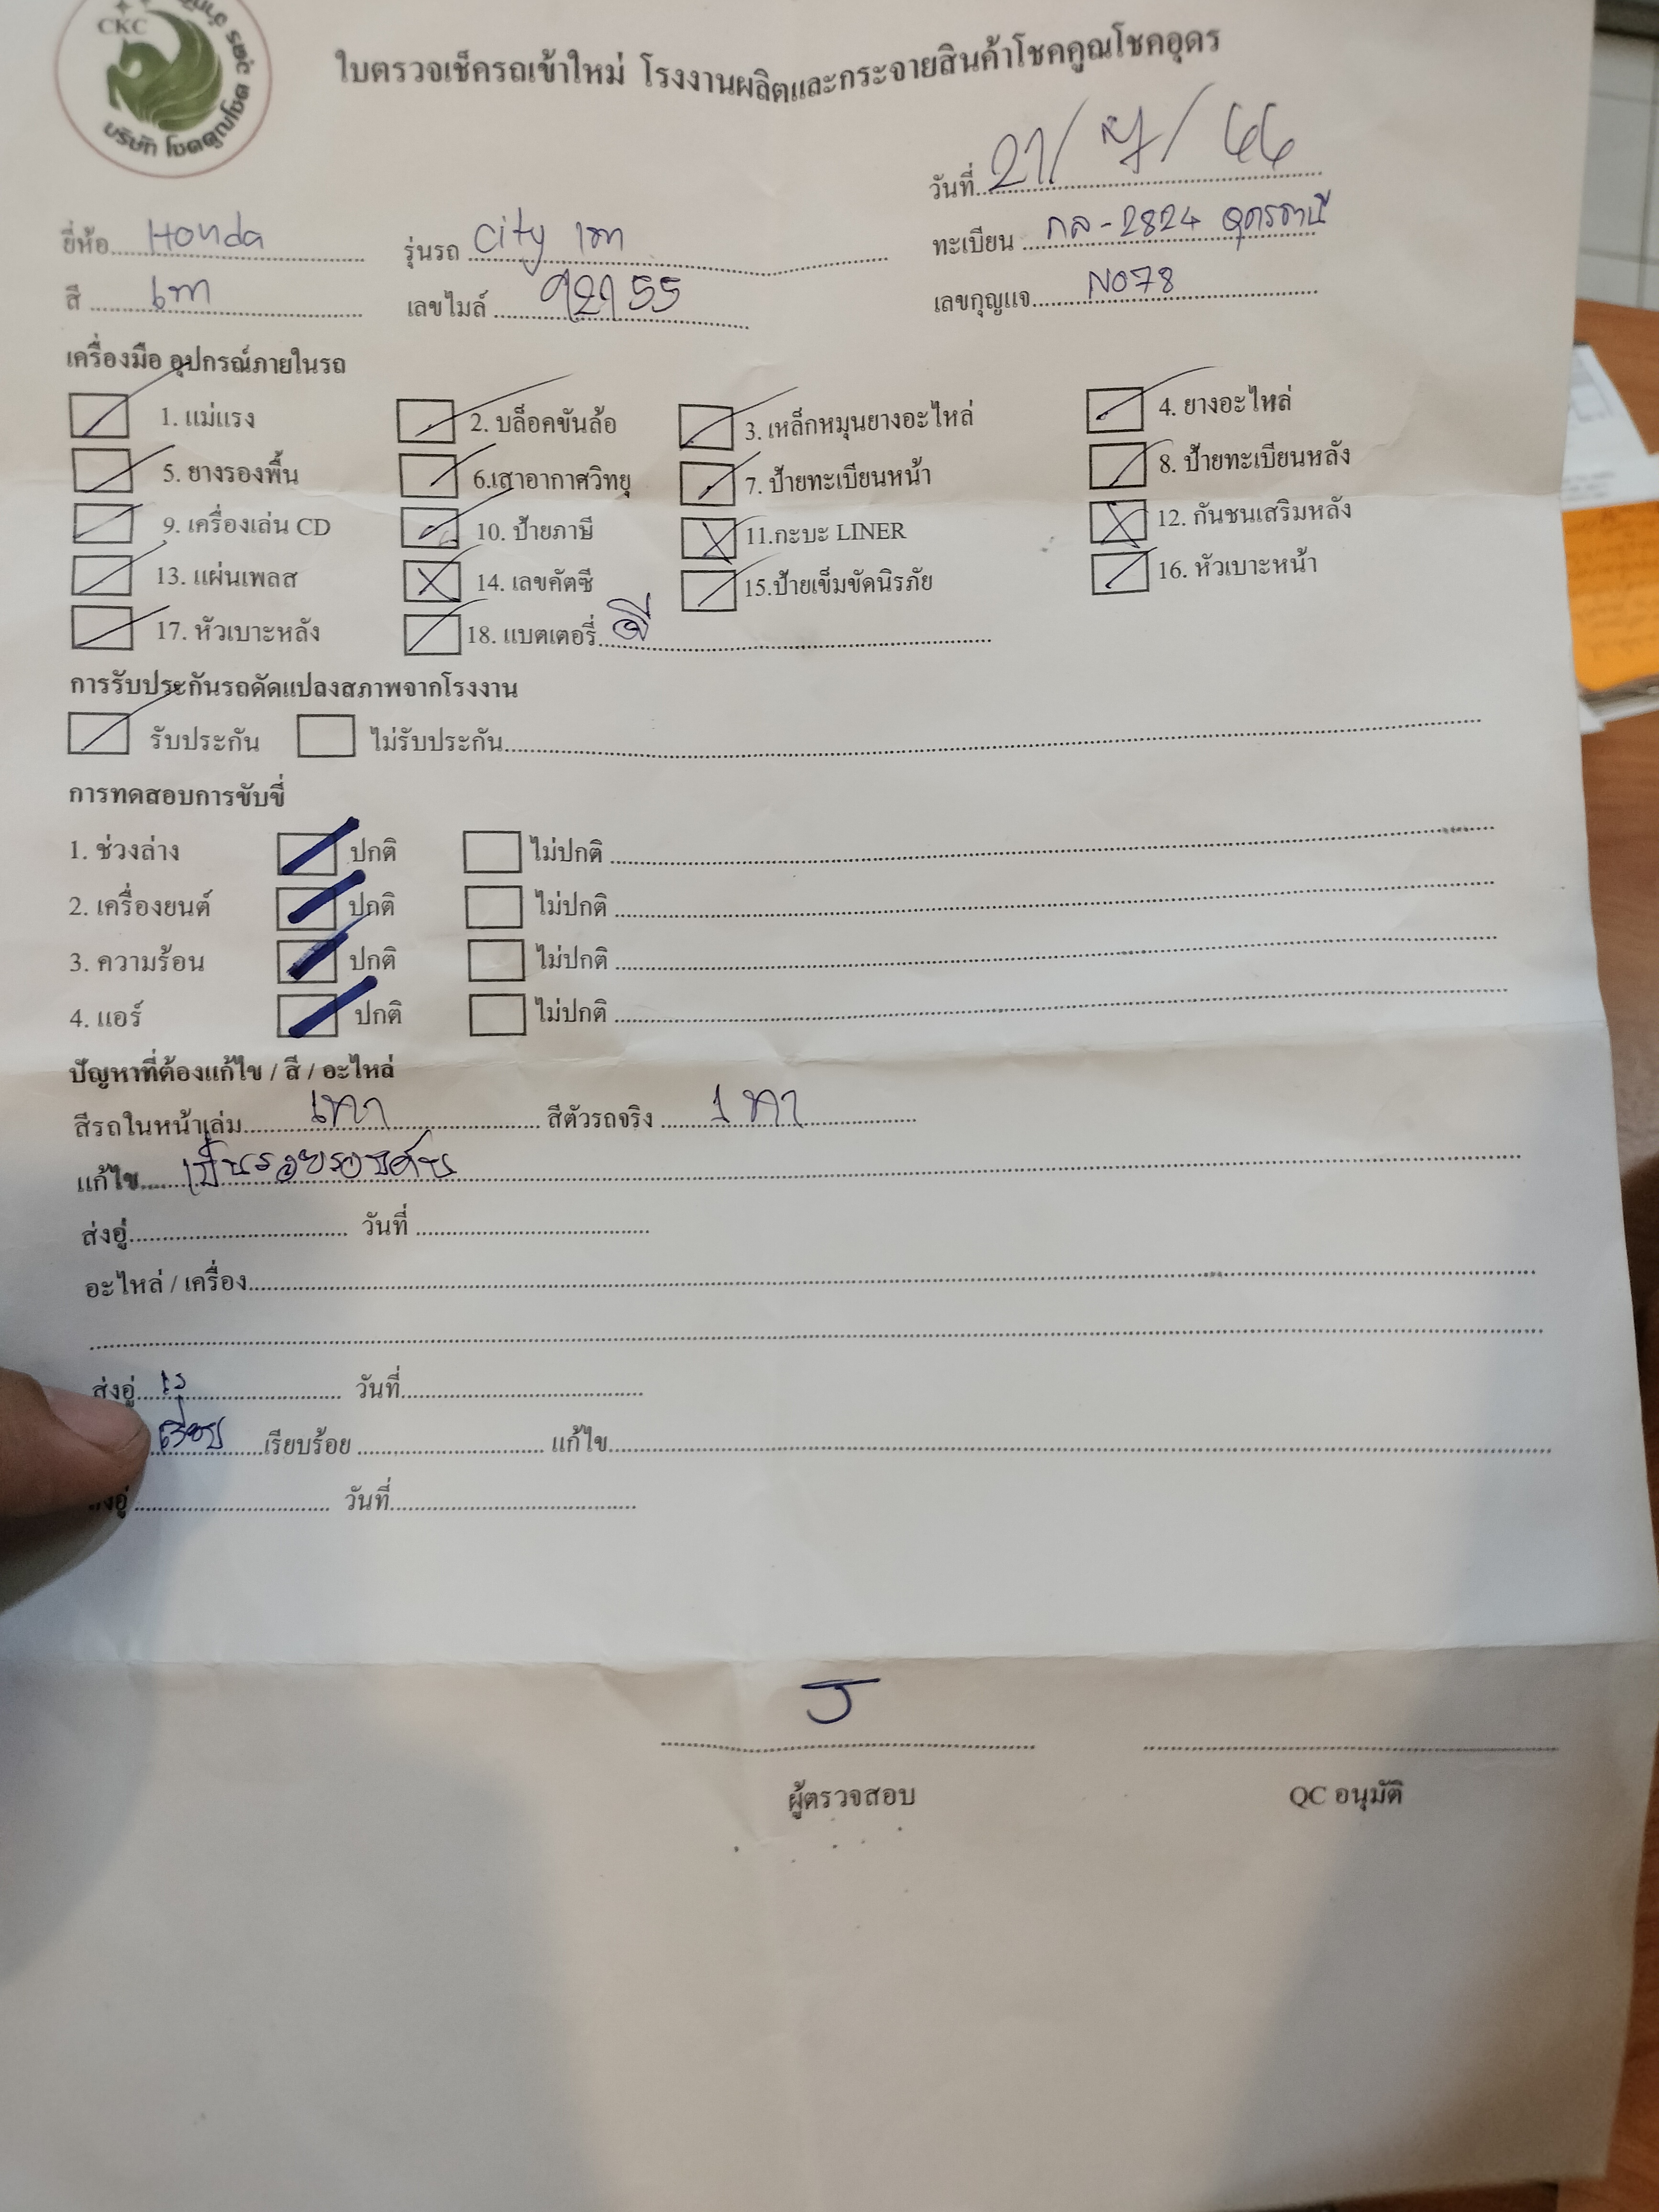 CKC
บริษัท โชคคูณโชค
ใบตรวจเช็ครถเข้าใหม่ โรงงานผลิตและกระจายสินค้าโชคคูณโชคอุดร
วันที่ 21/ /66
ยี่ห้อ Honda รุ่นรถ city เทา ทะเบียน กล-2824 อุดรธานี
สี เทา เลขไมล์ 92155 เลขกุญแจ N078
เครื่องมือ อุปกรณ์ภายในรถ
1. แม่แรง 2. บล็อคขันล้อ 3. เหล็กหมุนยางอะไหล่ 4. ยางอะไหล่
5. ยางรองพื้น 6.เสาอากาศวิทยุ 7. ป้ายทะเบียนหน้า 8. ป้ายทะเบียนหลัง
9. เครื่องเล่น CD 10. ป้ายภาษี 11.กะบะ LINER 12. กันชนเสริมหลัง
13. แผ่นเพลส 14. เลขคัตซี 15.ป้ายเข็มขัดนิรภัย 16. หัวเบาะหน้า
17. หัวเบาะหลัง 18. แบตเตอรี่
การรับประกันรถดัดแปลงสภาพจากโรงงาน
รับประกัน ไม่รับประกัน
การทดสอบการขับขี่
1. ช่วงล่าง ปกติ ไม่ปกติ
2. เครื่องยนต์ ปกติ ไม่ปกติ
3. ความร้อน ปกติ ไม่ปกติ
4. แอร์ ปกติ ไม่ปกติ
ปัญหาที่ต้องแก้ไข / สี / อะไหล่
สีรถในหน้าเล่ม เทา สีตัวรถจริง เทา
แก้ไข เป็นรอยรอบคัน
ส่งอู่ วันที่
อะไหล่ / เครื่อง
ส่งอู่ วันที่
เรียบร้อย แก้ไข
ส่งอู่ วันที่
ผู้ตรวจสอบ QC อนุมัติ